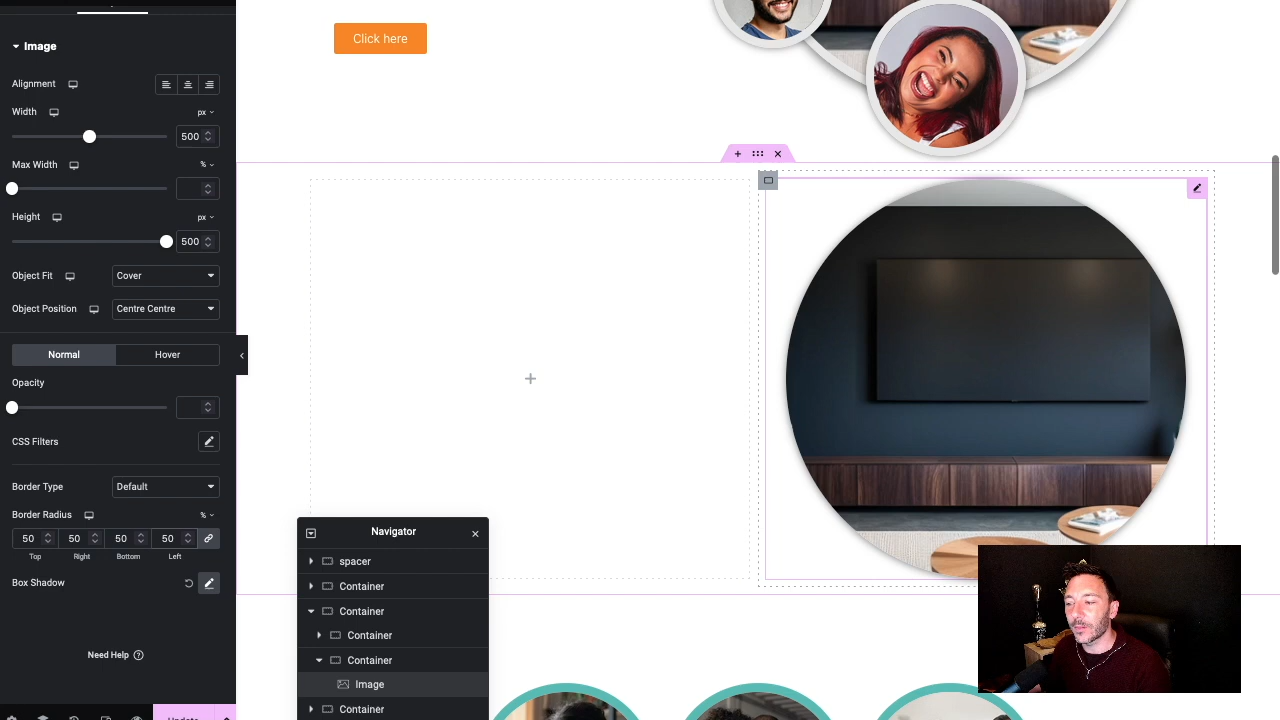 Image
Alignment
Width px
500
Max Width %
Height px
500
Object Fit Cover
Object Position Centre Centre
Normal Hover
Opacity
CSS Filters
Border Type Default
Border Radius %
50 50 50 50
Top Right Bottom Left
Box Shadow
Need Help ?
Update
Click here
Navigator
spacer
Container
Container
Container
Container
Image
Container